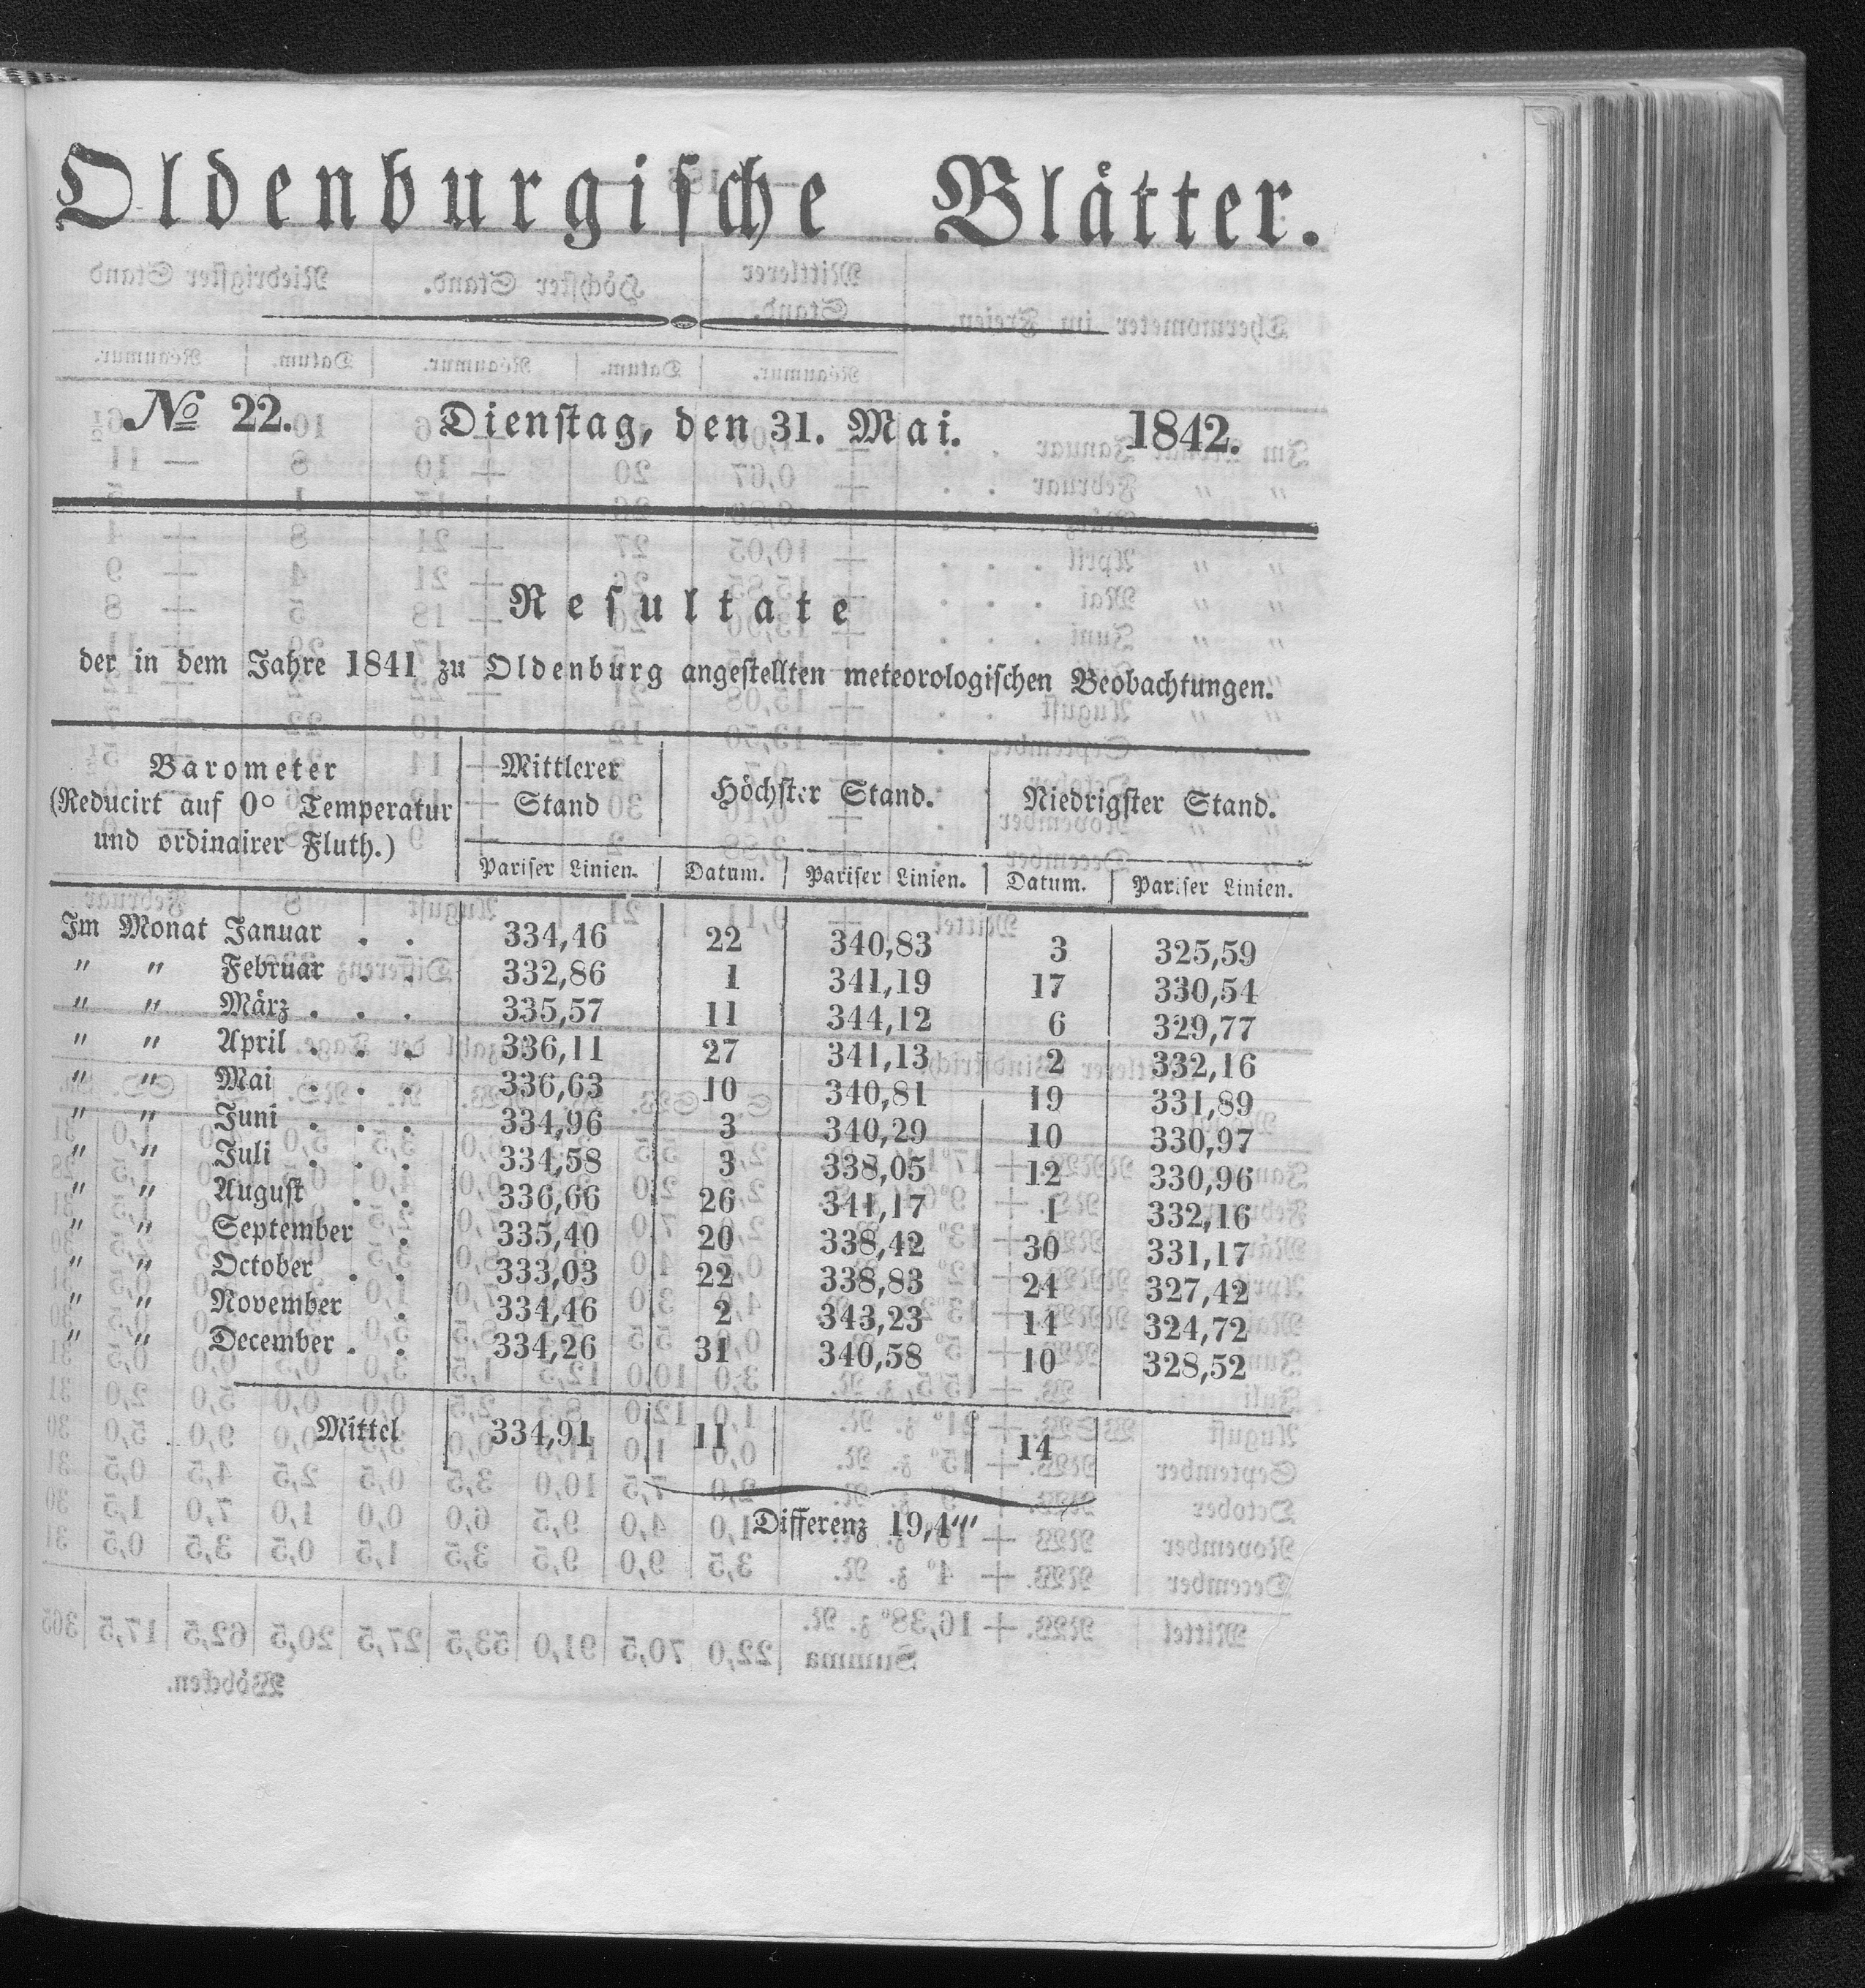 Oldenburgische Blätter.
No 22. Dienstag, den 31. Mai. 1842.
Resultate
der in dem Jahre 1841 zu Oldenburg angestellten meteorologischen Beobachtungen.
Barometer (Reducirt auf 0° Temperatur und ordinairer Fluth.) Mittlerer Stand Höchster Stand. Niedrigster Stand.
Pariser Linien. Datum. Pariser Linien. Datum. Pariser Linien.
Im Monat Januar . . 334,46 22 340,83 3 325,59
" " Februar . . 332,86 1 341,19 17 330,54
" " März . . . 335,57 11 344,12 6 329,77
" " April . . . 336,11 27 341,13 2 332,16
" " Mai . . . 336,63 10 340,81 19 331,89
" " Juni . . . 334,96 3 340,29 10 330,97
" " Juli . . . 334,58 3 338,05 12 330,96
" " August . . 336,66 26 341,17 1 332,16
" " September . 335,40 20 338,42 30 331,17
" " October . . 333,03 22 338,83 24 327,42
" " November . 334,46 2 343,23 14 324,72
" " December . . 334,26 31 340,58 10 328,52
Mittel 334,91 11 14
Differenz 19,4'''